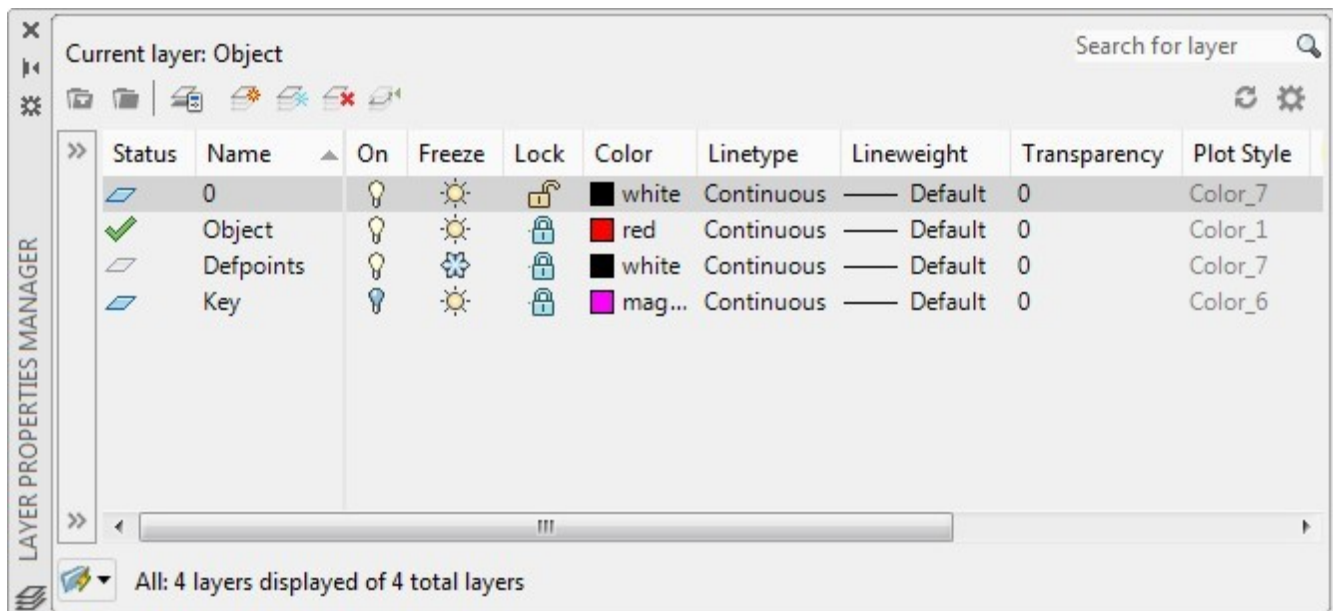 Current layer: Object
Search for layer
Status Name On Freeze Lock Color Linetype Lineweight Transparency Plot Style
0 white Continuous Default 0 Color_7
Object red Continuous Default 0 Color_1
Defpoints white Continuous Default 0 Color_7
Key mag... Continuous Default 0 Color_6
LAYER PROPERTIES MANAGER
All: 4 layers displayed of 4 total layers